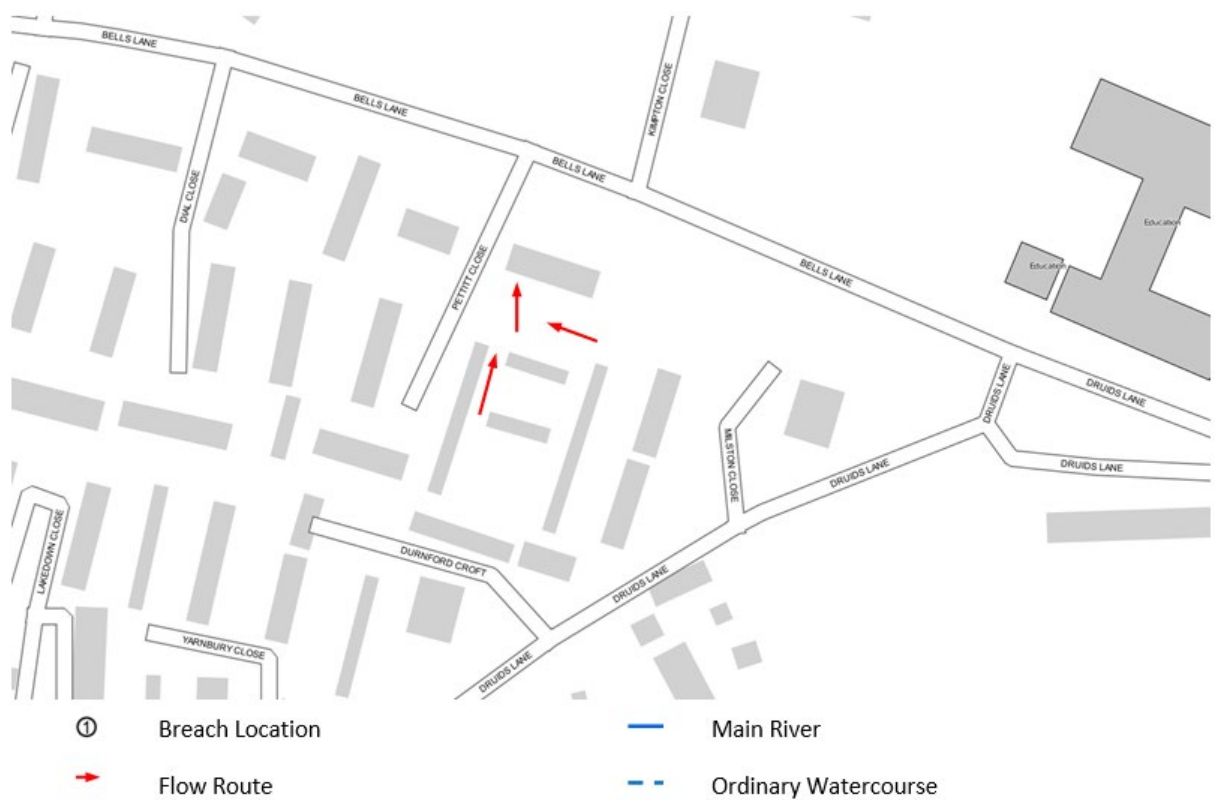 BELLS LANE
BELLS LANE
KIMPTON CLOSE
BELLS LANE
DIAL CLOSE
PETTITT CLOSE
Education
Education
BELLS LANE
DRUIDS LANE
DRUIDS LANE
MILSTON CLOSE
DRUIDS LANE
DRUIDS LANE
LAKEDOWN CLOSE
DURNFORD CROFT
DRUIDS LANE
YARNBURY CLOSE
DRUIDS LANE
1 Breach Location
Main River
Flow Route
Ordinary Watercourse